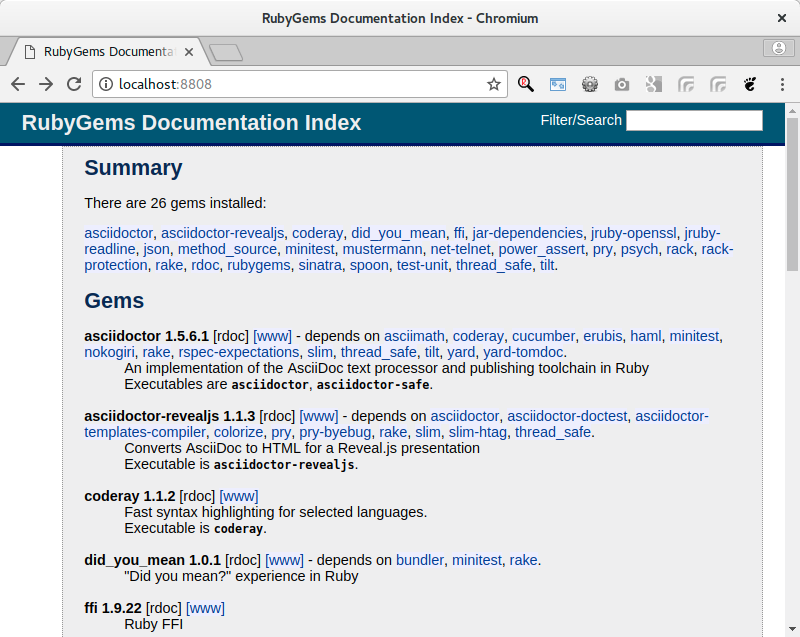 RubyGems Documentation Index - Chromium
RubyGems Documenta
localhost:8808
RubyGems Documentation Index
Filter/Search
Summary
There are 26 gems installed:
asciidoctor, asciidoctor-revealjs, coderay, did_you_mean, ffi, jar-dependencies, jruby-openssl, jruby-
readline, json, method_source, minitest, mustermann, net-telnet, power_assert, pry, psych, rack, rack-
protection, rake, rdoc, rubygems, sinatra, spoon, test-unit, thread_safe, tilt.
Gems
asciidoctor 1.5.6.1 [rdoc] [www] - depends on asciimath, coderay, cucumber, erubis, haml, minitest,
nokogiri, rake, rspec-expectations, slim, thread_safe, tilt, yard, yard-tomdoc.
An implementation of the AsciiDoc text processor and publishing toolchain in Ruby
Executables are asciidoctor, asciidoctor-safe.
asciidoctor-revealjs 1.1.3 [rdoc] [www] - depends on asciidoctor, asciidoctor-doctest, asciidoctor-
templates-compiler, colorize, pry, pry-byebug, rake, slim, slim-htag, thread_safe.
Converts AsciiDoc to HTML for a Reveal.js presentation
Executable is asciidoctor-revealjs.
coderay 1.1.2 [rdoc] [www]
Fast syntax highlighting for selected languages.
Executable is coderay.
did_you_mean 1.0.1 [rdoc] [www] - depends on bundler, minitest, rake.
"Did you mean?" experience in Ruby
ffi 1.9.22 [rdoc] [www]
Ruby FFI